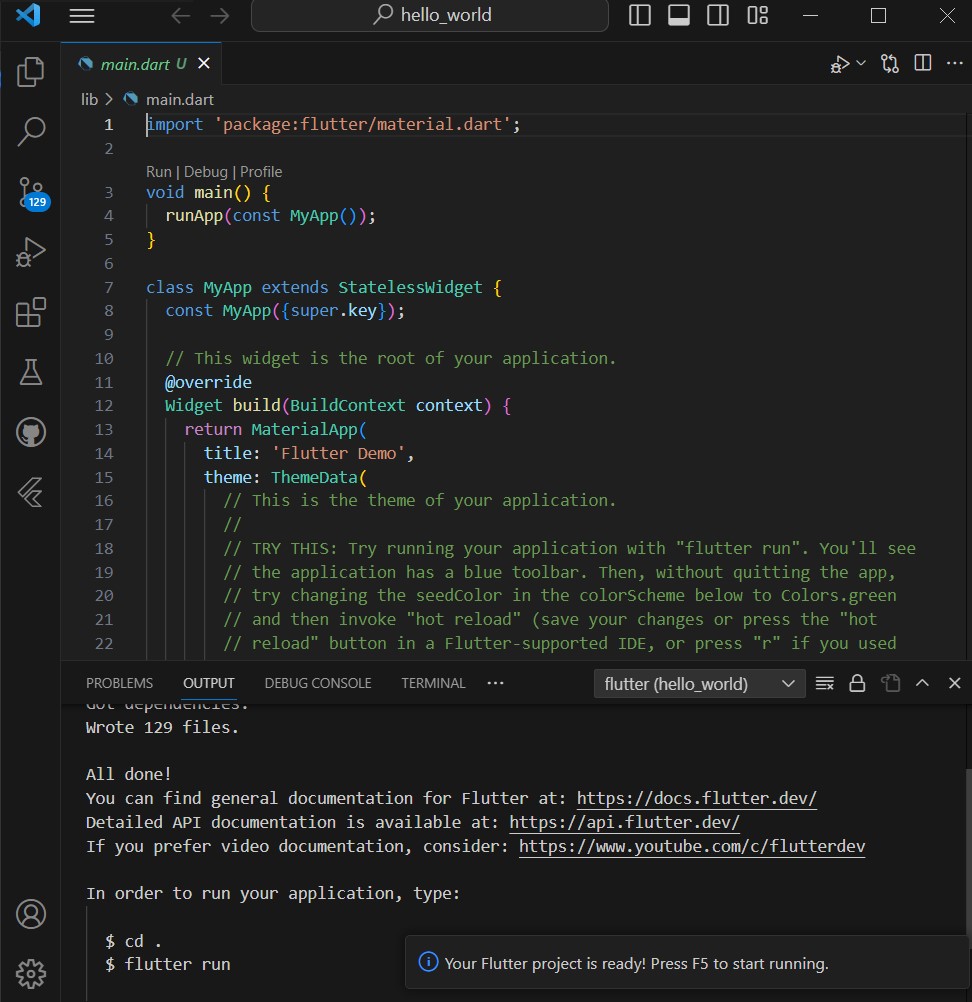 hello_world
main.dart U
lib > main.dart
1 import 'package:flutter/material.dart';
2
Run | Debug | Profile
3 void main() {
4 runApp(const MyApp());
5 }
6
7 class MyApp extends StatelessWidget {
8 const MyApp({super.key});
9
10 // This widget is the root of your application.
11 @override
12 Widget build(BuildContext context) {
13 return MaterialApp(
14 title: 'Flutter Demo',
15 theme: ThemeData(
16 // This is the theme of your application.
17 //
18 // TRY THIS: Try running your application with "flutter run". You'll see
19 // the application has a blue toolbar. Then, without quitting the app,
20 // try changing the seedColor in the colorScheme below to Colors.green
21 // and then invoke "hot reload" (save your changes or press the "hot
22 // reload" button in a Flutter-supported IDE, or press "r" if you used
129
PROBLEMS OUTPUT DEBUG CONSOLE TERMINAL ··· flutter (hello_world)
Got dependencies.
Wrote 129 files.
All done!
You can find general documentation for Flutter at: https://docs.flutter.dev/
Detailed API documentation is available at: https://api.flutter.dev/
If you prefer video documentation, consider: https://www.youtube.com/c/flutterdev
In order to run your application, type:
$ cd .
$ flutter run
Your Flutter project is ready! Press F5 to start running.